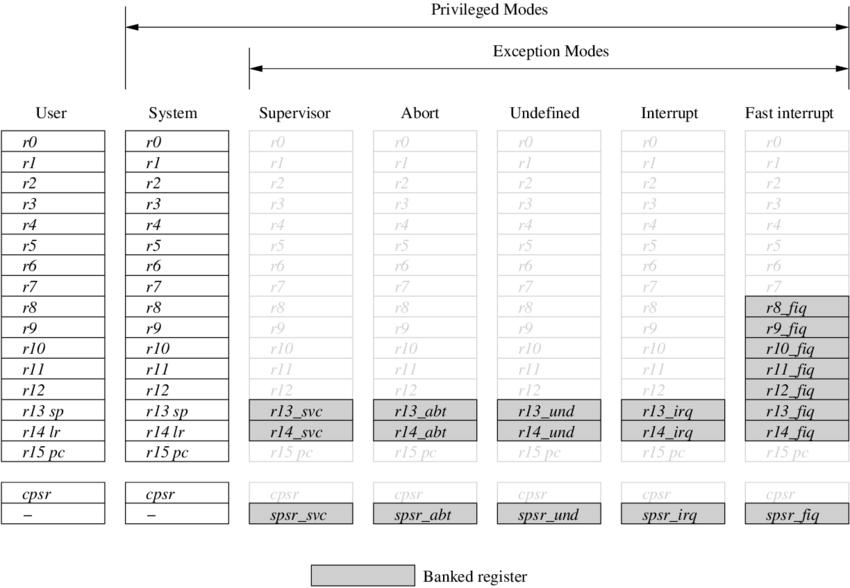 Privileged Modes
Exception Modes
User System Supervisor Abort Undefined Interrupt Fast interrupt
r0 r0 r0 r0 r0 r0 r0
r1 r1 r1 r1 r1 r1 r1
r2 r2 r2 r2 r2 r2 r2
r3 r3 r3 r3 r3 r3 r3
r4 r4 r4 r4 r4 r4 r4
r5 r5 r5 r5 r5 r5 r5
r6 r6 r6 r6 r6 r6 r6
r7 r7 r7 r7 r7 r7 r7
r8 r8 r8 r8 r8 r8 r8_fiq
r9 r9 r9 r9 r9 r9 r9_fiq
r10 r10 r10 r10 r10 r10 r10_fiq
r11 r11 r11 r11 r11 r11 r11_fiq
r12 r12 r12 r12 r12 r12 r12_fiq
r13 sp r13 sp r13_svc r13_abt r13_und r13_irq r13_fiq
r14 lr r14 lr r14_svc r14_abt r14_und r14_irq r14_fiq
r15 pc r15 pc r15 pc r15 pc r15 pc r15 pc r15 pc
cpsr cpsr cpsr cpsr cpsr cpsr cpsr
– – spsr_svc spsr_abt spsr_und spsr_irq spsr_fiq
Banked register